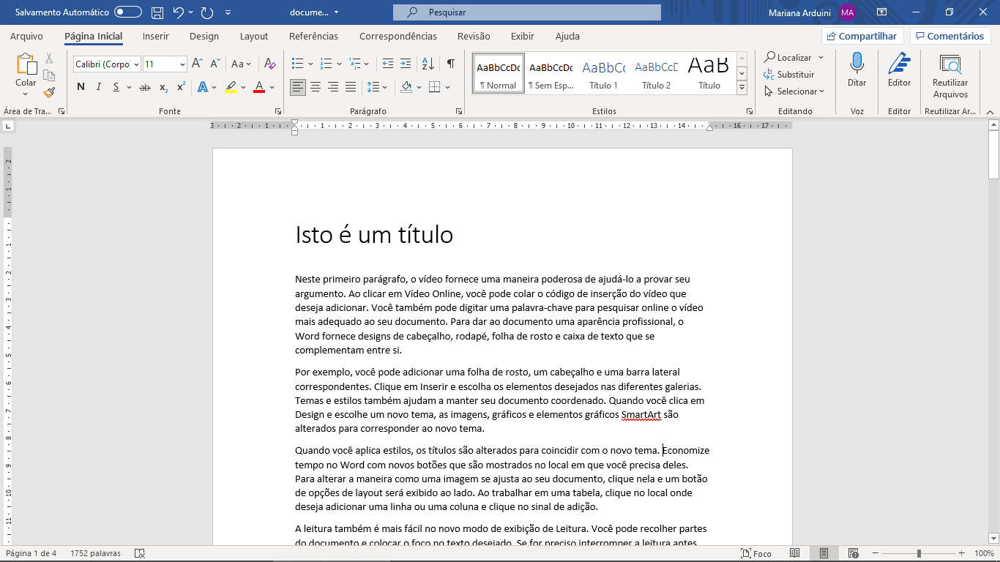 Salvamento Automático
docume...
Pesquisar
Mariana Arduini
MA
Arquivo
Página Inicial
Inserir
Design
Layout
Referências
Correspondências
Revisão
Exibir
Ajuda
Compartilhar
Comentários
Colar
Calibri (Corpo)
11
Aa
N I S ab x₂ x²
A A
AaBbCcDc AaBbCcDc AaBbCc AaBbCcD AaB
¶ Normal ¶ Sem Esp... Título 1 Título 2 Título
Localizar
Substituir
Selecionar
Ditar
Editor
Reutilizar
Arquivos
Área de Tra...
Fonte
Parágrafo
Estilos
Editando
Voz
Editor
Reutilizar Ar...
3 2 1 1 2 3 4 5 6 7 8 9 10 11 12 13 14 16 17
2 1 1 2 3 4 5 6 7 8 9 10 11
Isto é um título
Neste primeiro parágrafo, o vídeo fornece uma maneira poderosa de ajudá-lo a provar seu
argumento. Ao clicar em Vídeo Online, você pode colar o código de inserção do vídeo que
deseja adicionar. Você também pode digitar uma palavra-chave para pesquisar online o vídeo
mais adequado ao seu documento. Para dar ao documento uma aparência profissional, o
Word fornece designs de cabeçalho, rodapé, folha de rosto e caixa de texto que se
complementam entre si.
Por exemplo, você pode adicionar uma folha de rosto, um cabeçalho e uma barra lateral
correspondentes. Clique em Inserir e escolha os elementos desejados nas diferentes galerias.
Temas e estilos também ajudam a manter seu documento coordenado. Quando você clica em
Design e escolhe um novo tema, as imagens, gráficos e elementos gráficos SmartArt são
alterados para corresponder ao novo tema.
Quando você aplica estilos, os títulos são alterados para coincidir com o novo tema. Economize
tempo no Word com novos botões que são mostrados no local em que você precisa deles.
Para alterar a maneira como uma imagem se ajusta ao seu documento, clique nela e um botão
de opções de layout será exibido ao lado. Ao trabalhar em uma tabela, clique no local onde
deseja adicionar uma linha ou uma coluna e clique no sinal de adição.
A leitura também é mais fácil no novo modo de exibição de Leitura. Você pode recolher partes
do documento e colocar o foco no texto desejado. Se for preciso interromper a leitura antes
Página 1 de 4
1752 palavras
Foco
100%